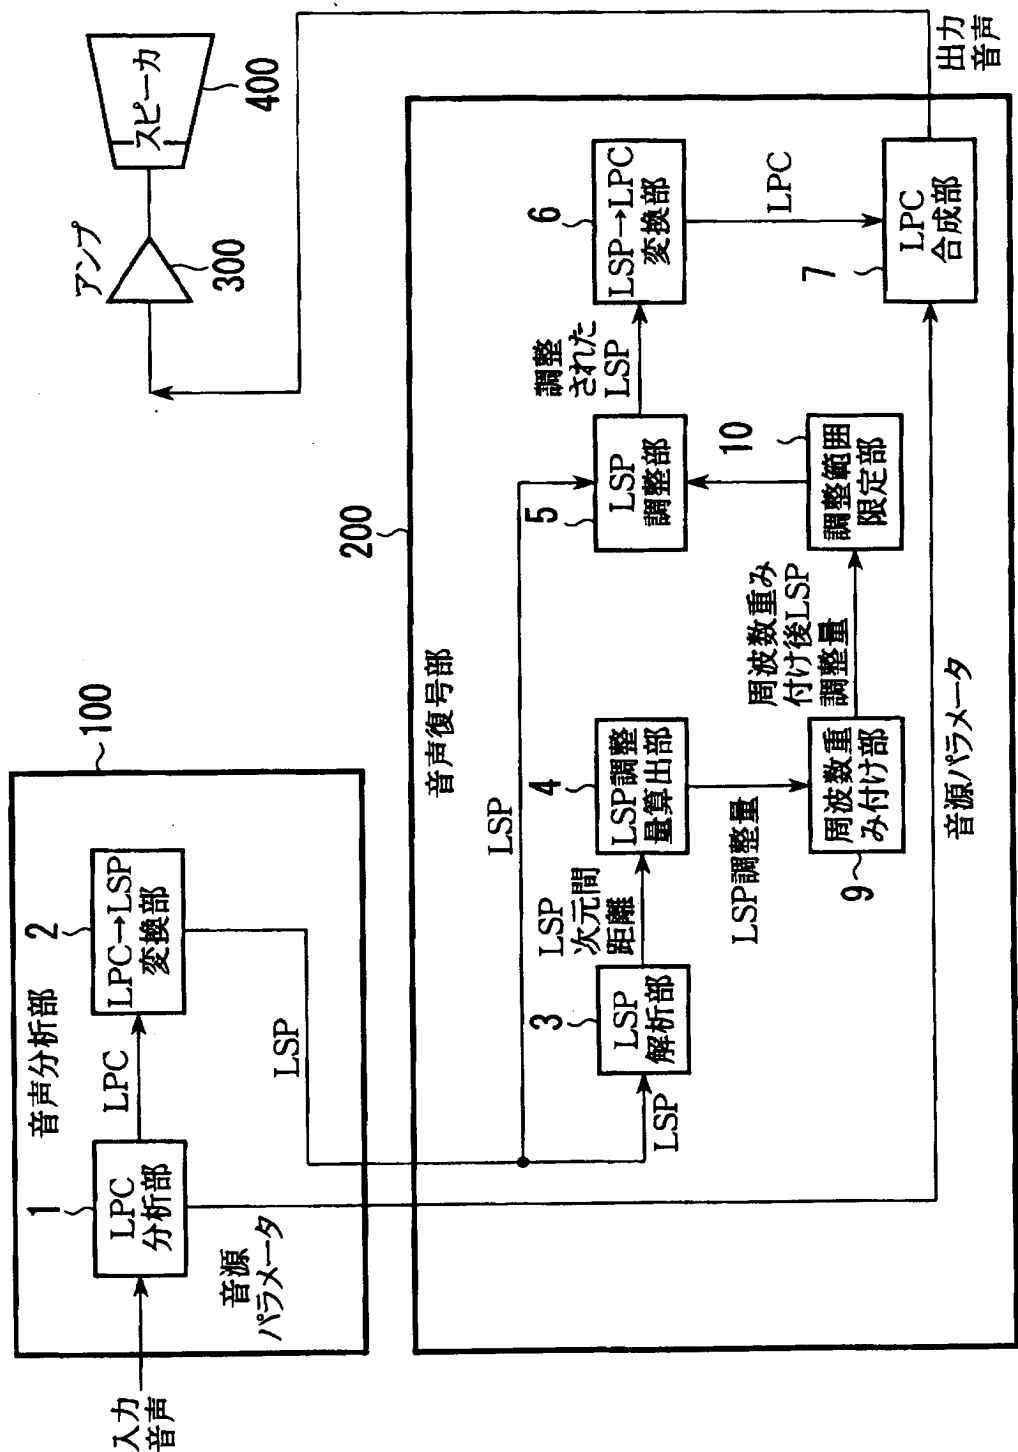 入力
音声
音声分析部
100
1
LPC
分析部
LPC
2
LPC→LSP
変換部
音源
パラメータ
LSP
アンプ
300
スピーカ
400
200
音声復号部
LSP
LSP
3
LSP
解析部
LSP
次元間
距離
4
LSP調整
量算出部
LSP調整量
9
周波数重
み付け部
周波数重み
付け後LSP
調整量
10
調整範囲
限定部
5
LSP
調整部
調整
された
LSP
6
LSP→LPC
変換部
LPC
7
LPC
合成部
音源パラメータ
出力
音声